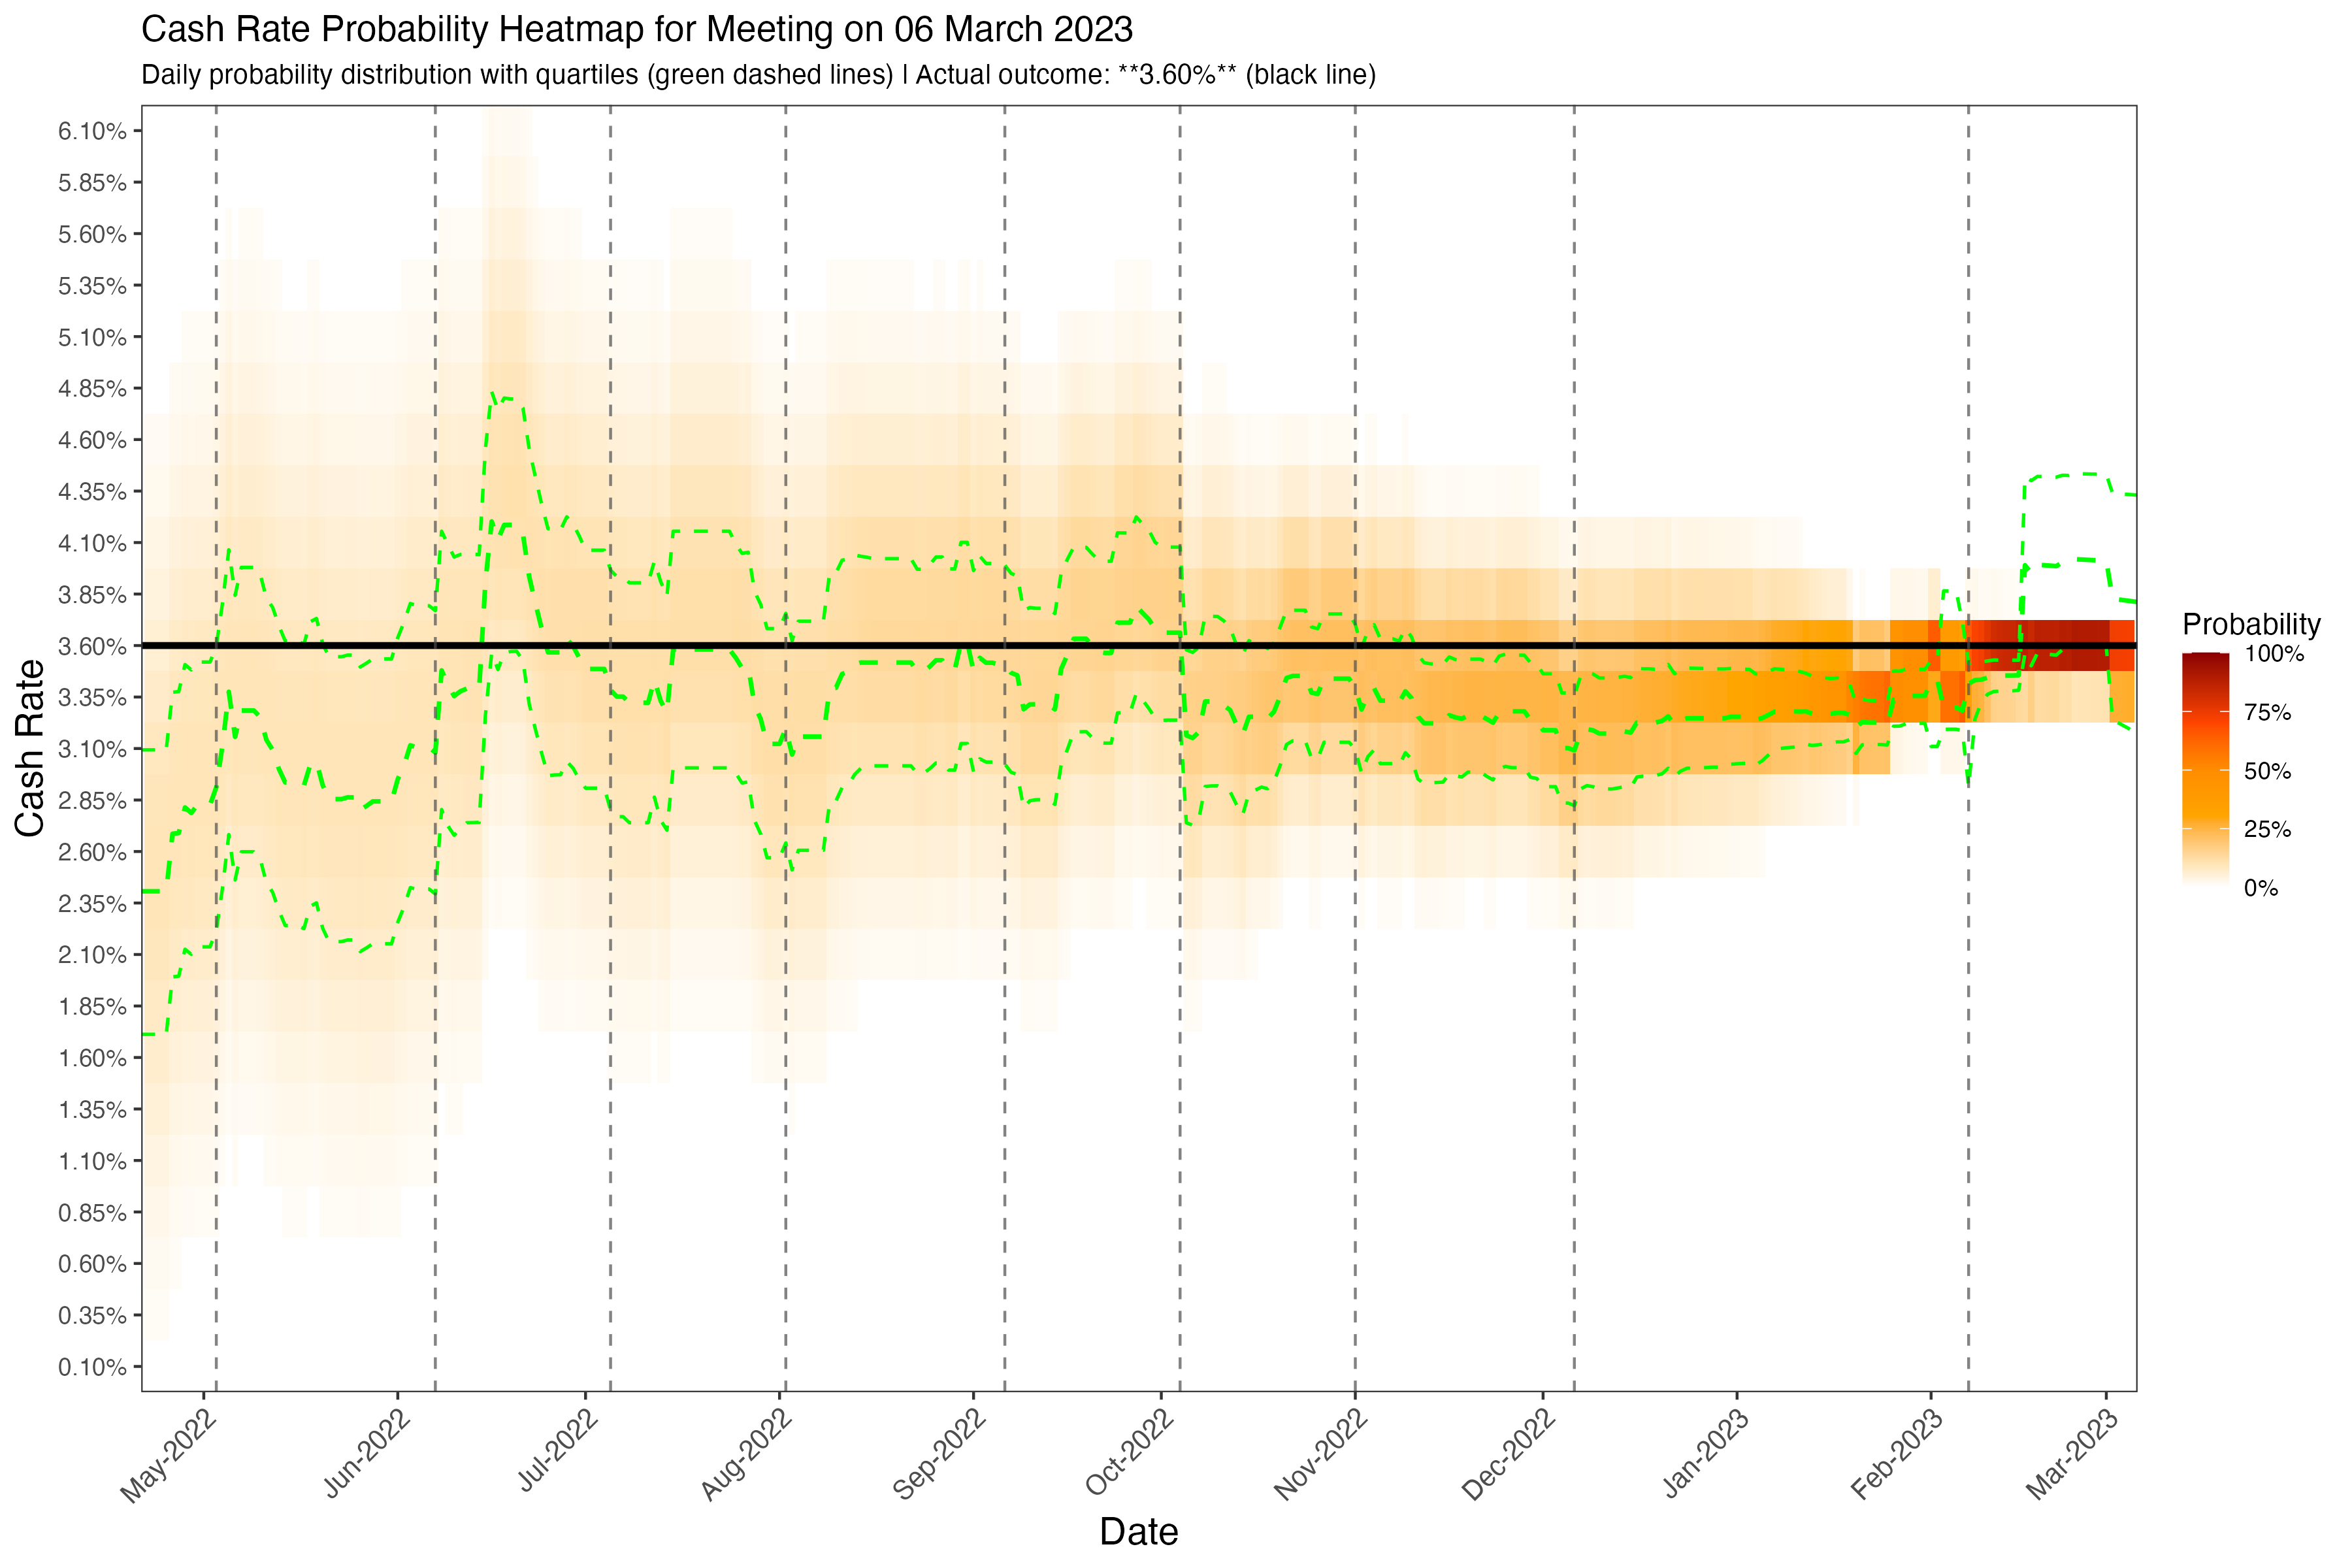 Cash Rate Probability Heatmap for Meeting on 06 March 2023
Daily probability distribution with quartiles (green dashed lines) | Actual outcome: **3.60%** (black line)
Cash Rate
6.10%
5.85%
5.60%
5.35%
5.10%
4.85%
4.60%
4.35%
4.10%
3.85%
3.60%
3.35%
3.10%
2.85%
2.60%
2.35%
2.10%
1.85%
1.60%
1.35%
1.10%
0.85%
0.60%
0.35%
0.10%
May-2022
Jun-2022
Jul-2022
Aug-2022
Sep-2022
Oct-2022
Nov-2022
Dec-2022
Jan-2023
Feb-2023
Mar-2023
Date
Probability
100%
75%
50%
25%
0%